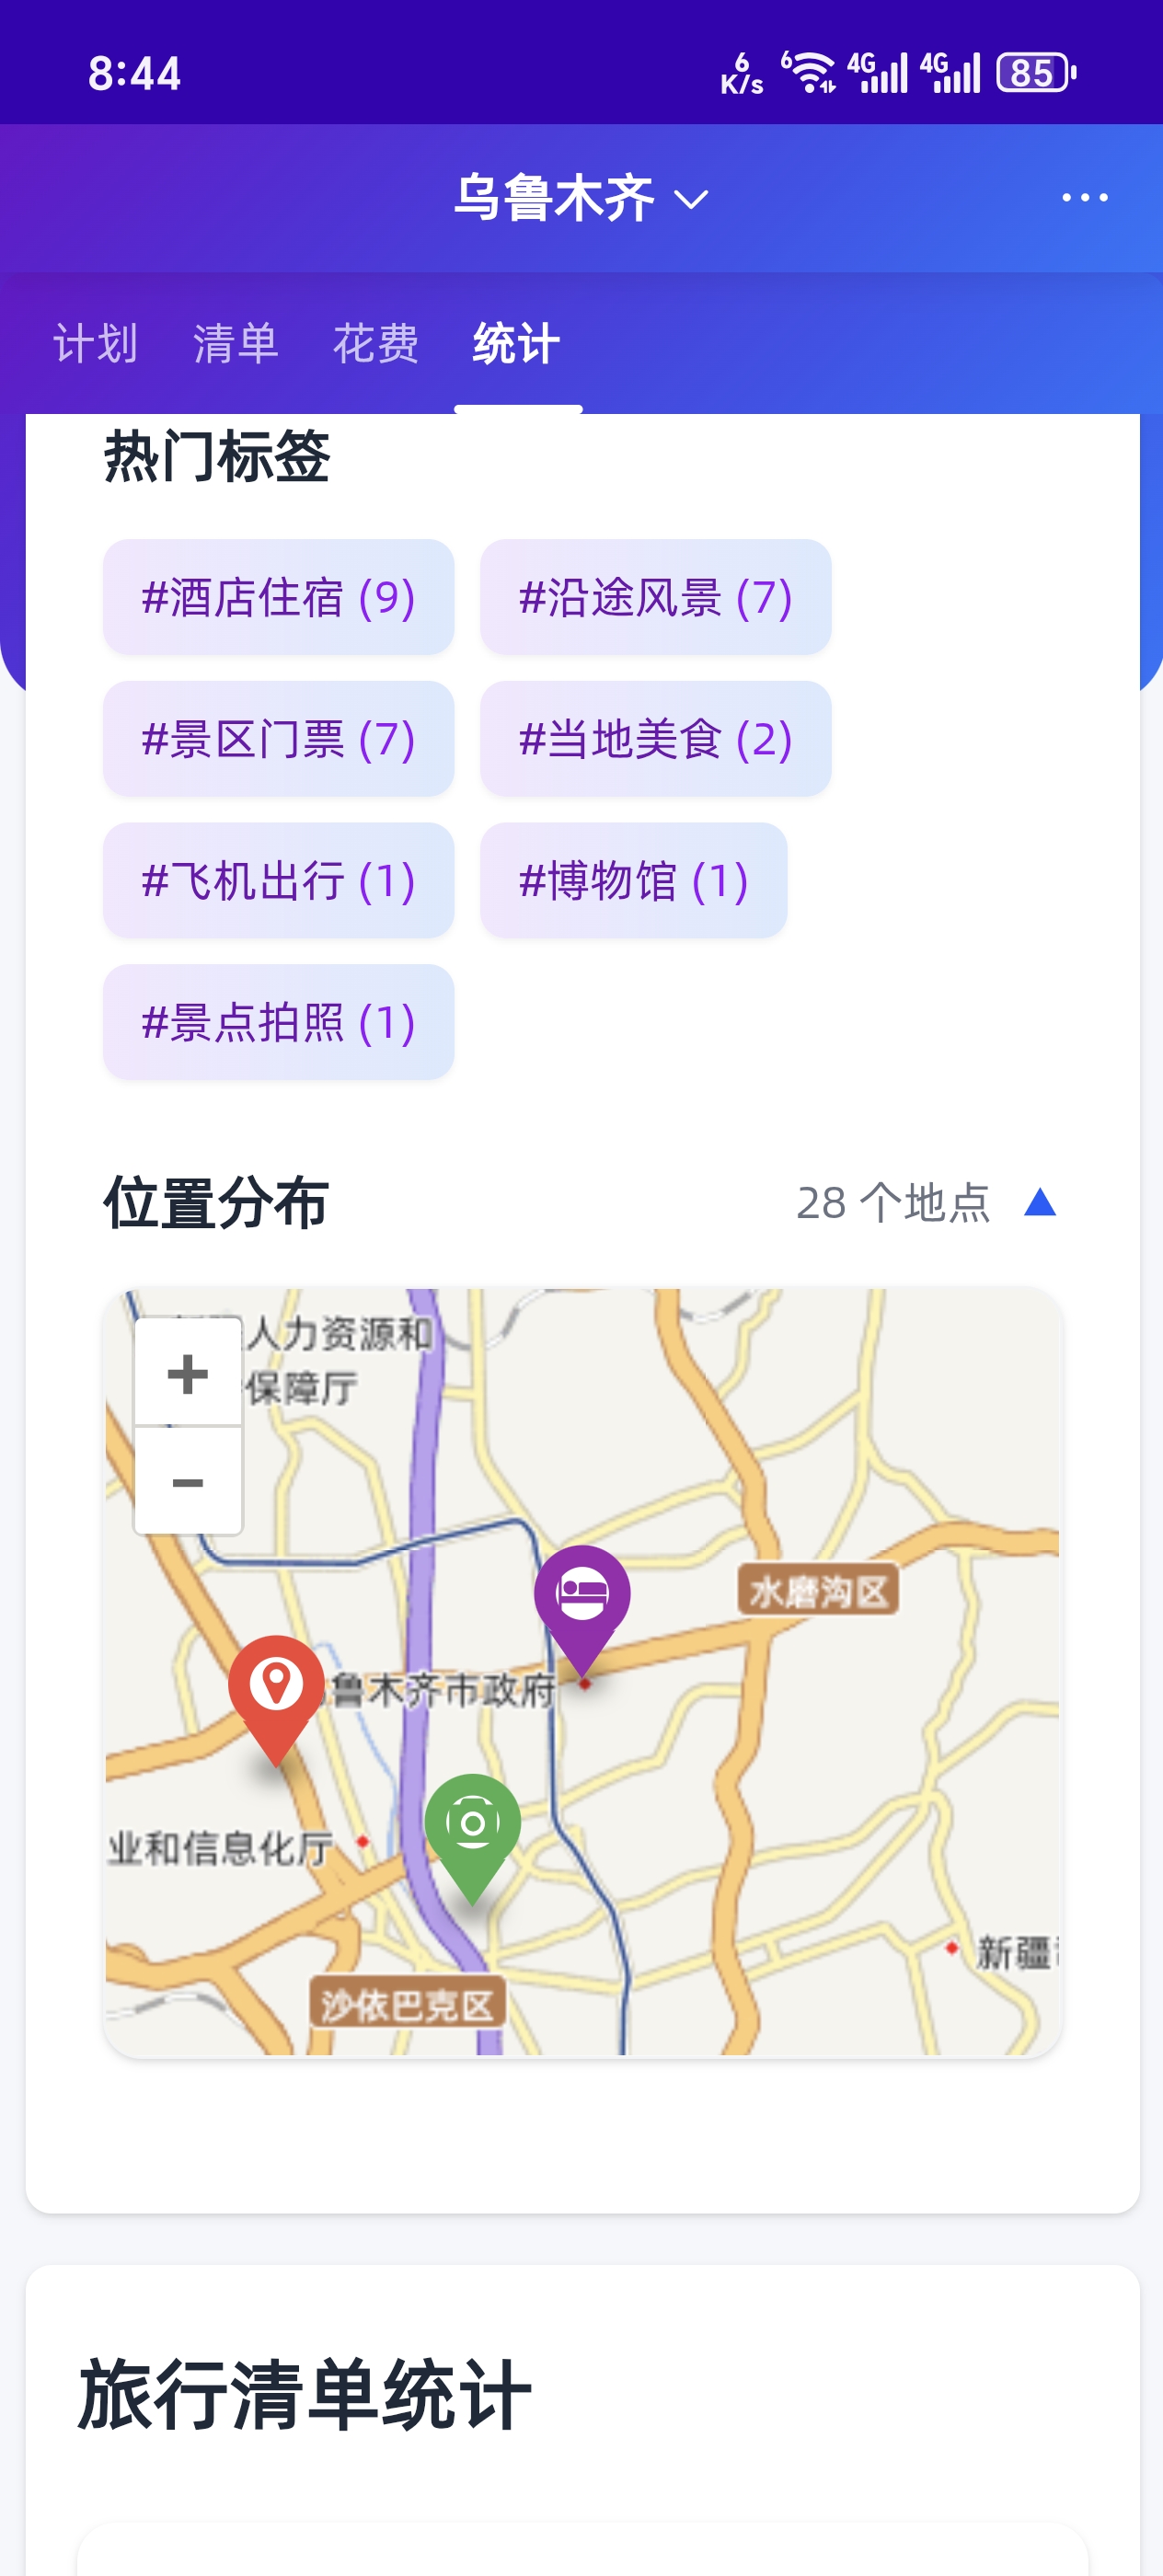 8:44
6 K/s 6 4G 4G 85
乌鲁木齐
计划 清单 花费 统计
热门标签
#酒店住宿 (9) #沿途风景 (7)
#景区门票 (7) #当地美食 (2)
#飞机出行 (1) #博物馆 (1)
#景点拍照 (1)
位置分布 28 个地点
人力资源和
+
保障厅
−
水磨沟区
鲁木齐市政府
业和信息化厅
新疆
沙依巴克区
旅行清单统计